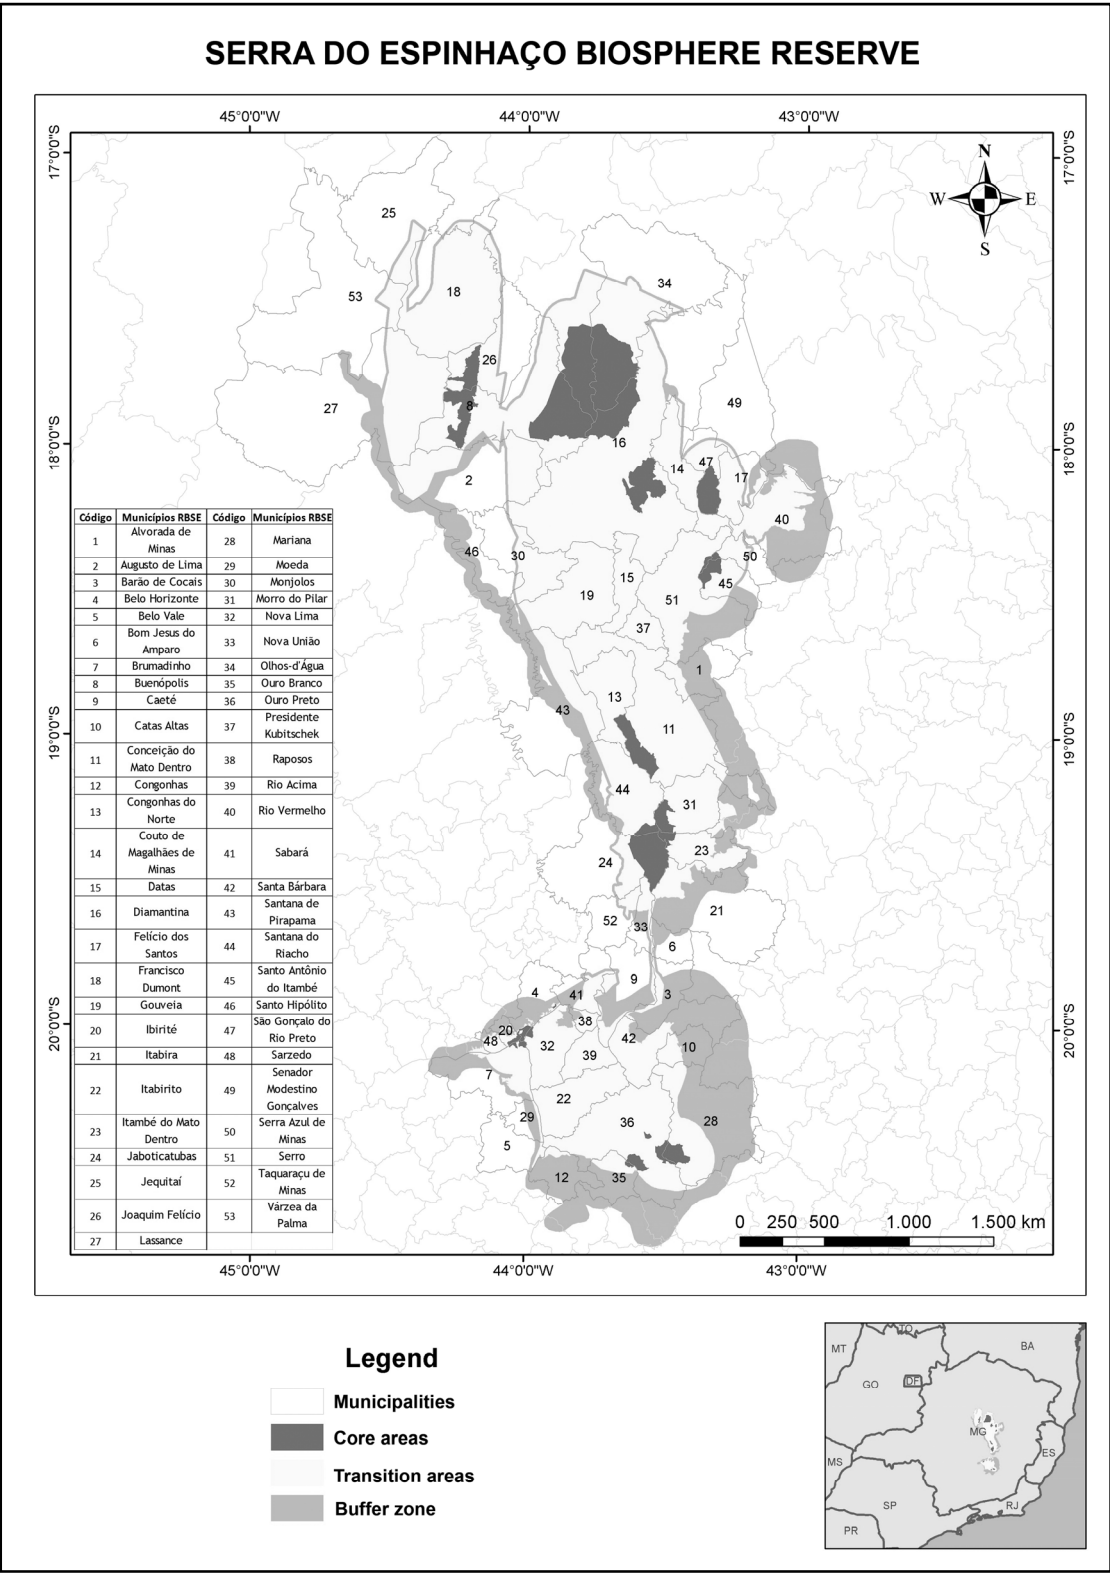 SERRA DO ESPINHAÇO BIOSPHERE RESERVE
45°0'0"W 44°0'0"W 43°0'0"W
17°0'0"S 17°0'0"S
N
W E
S
25
34
53 18
26
49
27 8
16
18°0'0"S 18°0'0"S
47
14 17
2
40
46 30 50
15 45
19 51
37
1
13
43 11
19°0'0"S 19°0'0"S
44 31
23
24
21
52 33
6
9
4 41 3
38
20 42
48 32 10
39
20°0'0"S 20°0'0"S
7
22
29 36 28
5
12 35
Código Municípios RBSE Código Municípios RBSE
1 Alvorada de Minas 28 Mariana
2 Augusto de Lima 29 Moeda
3 Barão de Cocais 30 Monjolos
4 Belo Horizonte 31 Morro do Pilar
5 Belo Vale 32 Nova Lima
6 Bom Jesus do Amparo 33 Nova União
7 Brumadinho 34 Olhos-d'Água
8 Buenópolis 35 Ouro Branco
9 Caeté 36 Ouro Preto
10 Catas Altas 37 Presidente Kubitschek
11 Conceição do Mato Dentro 38 Raposos
12 Congonhas 39 Rio Acima
13 Congonhas do Norte 40 Rio Vermelho
14 Couto de Magalhães de Minas 41 Sabará
15 Datas 42 Santa Bárbara
16 Diamantina 43 Santana de Pirapama
17 Felício dos Santos 44 Santana do Riacho
18 Francisco Dumont 45 Santo Antônio do Itambé
19 Gouveia 46 Santo Hipólito
20 Ibirité 47 São Gonçalo do Rio Preto
21 Itabira 48 Sarzedo
22 Itabirito 49 Senador Modestino Gonçalves
23 Itambé do Mato Dentro 50 Serra Azul de Minas
24 Jaboticatubas 51 Serro
25 Jequitaí 52 Taquaraçu de Minas
26 Joaquim Felício 53 Várzea da Palma
27 Lassance
0 250 500 1.000 1.500 km
45°0'0"W 44°0'0"W 43°0'0"W
Legend
Municipalities
Core areas
Transition areas
Buffer zone
TO
MT BA
GO DF
MG
ES
MS
SP RJ
PR